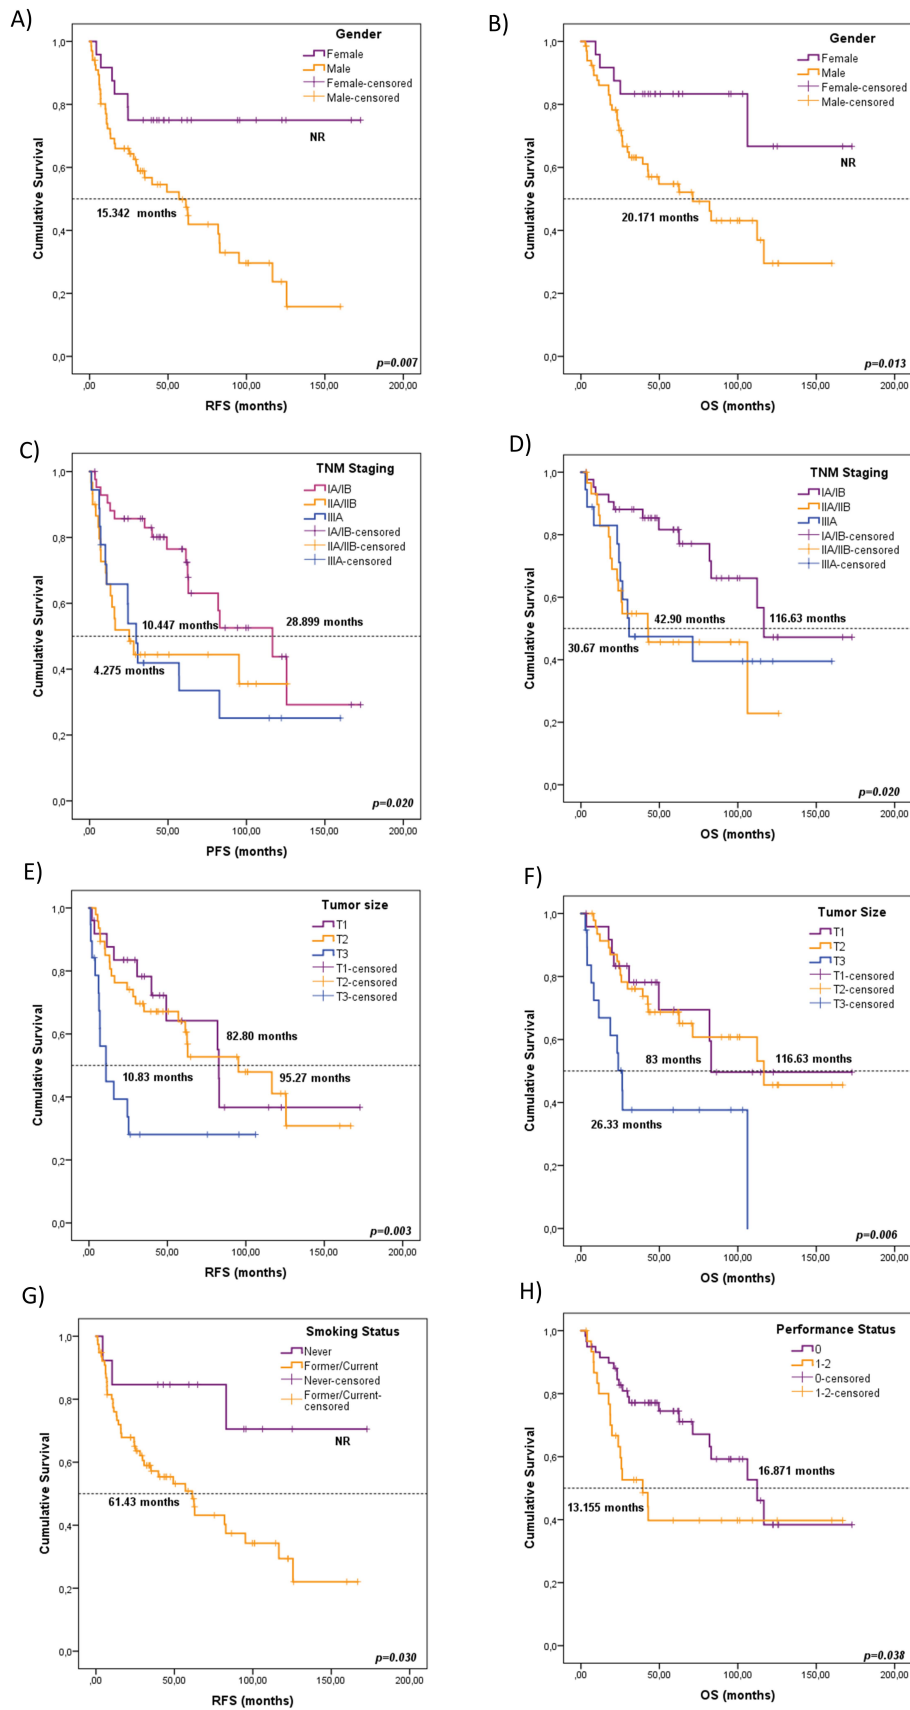 A)
Gender
Female
Male
Female-censored
Male-censored
1,0
0,8
0,6
0,4
0,2
0,0
Cumulative Survival
NR
15.342 months
p=0.007
,00
50,00
100,00
150,00
200,00
RFS (months)
B)
Gender
Female
Male
Female-censored
Male-censored
1,0
0,8
0,6
0,4
0,2
0,0
Cumulative Survival
NR
20.171 months
p=0.013
,00
50,00
100,00
150,00
200,00
OS (months)
C)
TNM Staging
IA/IB
IIA/IIB
IIIA
IA/IB-censored
IIA/IIB-censored
IIIA-censored
1,0
0,8
0,6
0,4
0,2
0,0
Cumulative Survival
10.447 months
28.899 months
4.275 months
p=0.020
,00
50,00
100,00
150,00
200,00
PFS (months)
D)
TNM Staging
IA/IB
IIA/IIB
IIIA
IA/IB-censored
IIA/IIB-censored
IIIA-censored
1,0
0,8
0,6
0,4
0,2
0,0
Cumulative Survival
42.90 months
116.63 months
30.67 months
p=0.020
,00
50,00
100,00
150,00
200,00
OS (months)
E)
Tumor size
T1
T2
T3
T1-censored
T2-censored
T3-censored
1,0
0,8
0,6
0,4
0,2
0,0
Cumulative Survival
82.80 months
10.83 months
95.27 months
p=0.003
,00
50,00
100,00
150,00
200,00
RFS (months)
F)
Tumor Size
T1
T2
T3
T1-censored
T2-censored
T3-censored
1,0
0,8
0,6
0,4
0,2
0,0
Cumulative Survival
83 months
116.63 months
26.33 months
p=0.006
,00
50,00
100,00
150,00
200,00
OS (months)
G)
Smoking Status
Never
Former/Current
Never-censored
Former/Current-
censored
1,0
0,8
0,6
0,4
0,2
0,0
Cumulative Survival
NR
61.43 months
p=0.030
,00
50,00
100,00
150,00
200,00
RFS (months)
H)
Performance Status
0
1-2
0-censored
1-2-censored
1,0
0,8
0,6
0,4
0,2
0,0
Cumulative Survival
16.871 months
13.155 months
p=0.038
,00
50,00
100,00
150,00
200,00
OS (months)